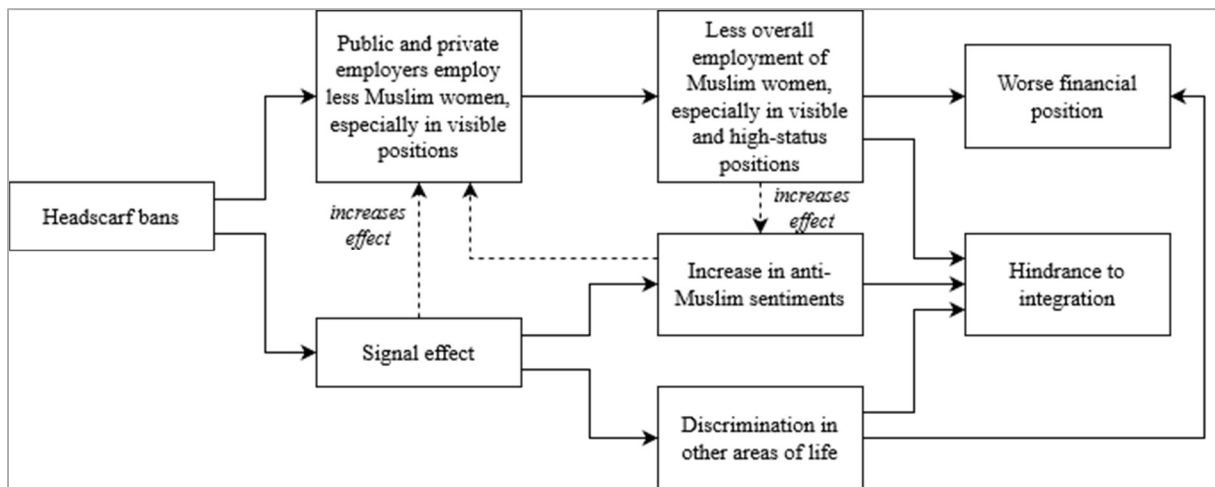 Public and private
employers employ
less Muslim women,
especially in visible
positions
Less overall
employment of
Muslim women,
especially in visible
and high-status
positions
Worse financial
position
Headscarf bans
increases
effect
increases
effect
Increase in anti-
Muslim sentiments
Hindrance to
integration
Signal effect
Discrimination in
other areas of life